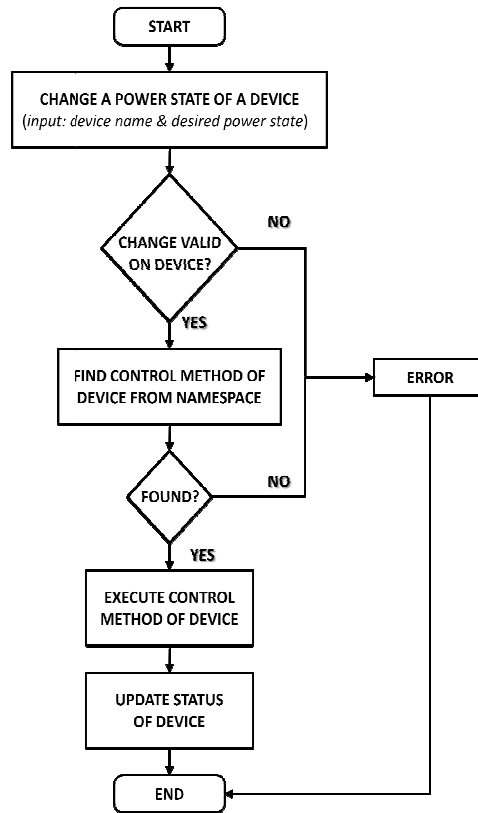 START
CHANGE A POWER STATE OF A DEVICE
(input: device name & desired power state)
NO
CHANGE VALID
ON DEVICE?
YES
FIND CONTROL METHOD OF
DEVICE FROM NAMESPACE
ERROR
FOUND?
NO
YES
EXECUTE CONTROL
METHOD OF DEVICE
UPDATE STATUS
OF DEVICE
END